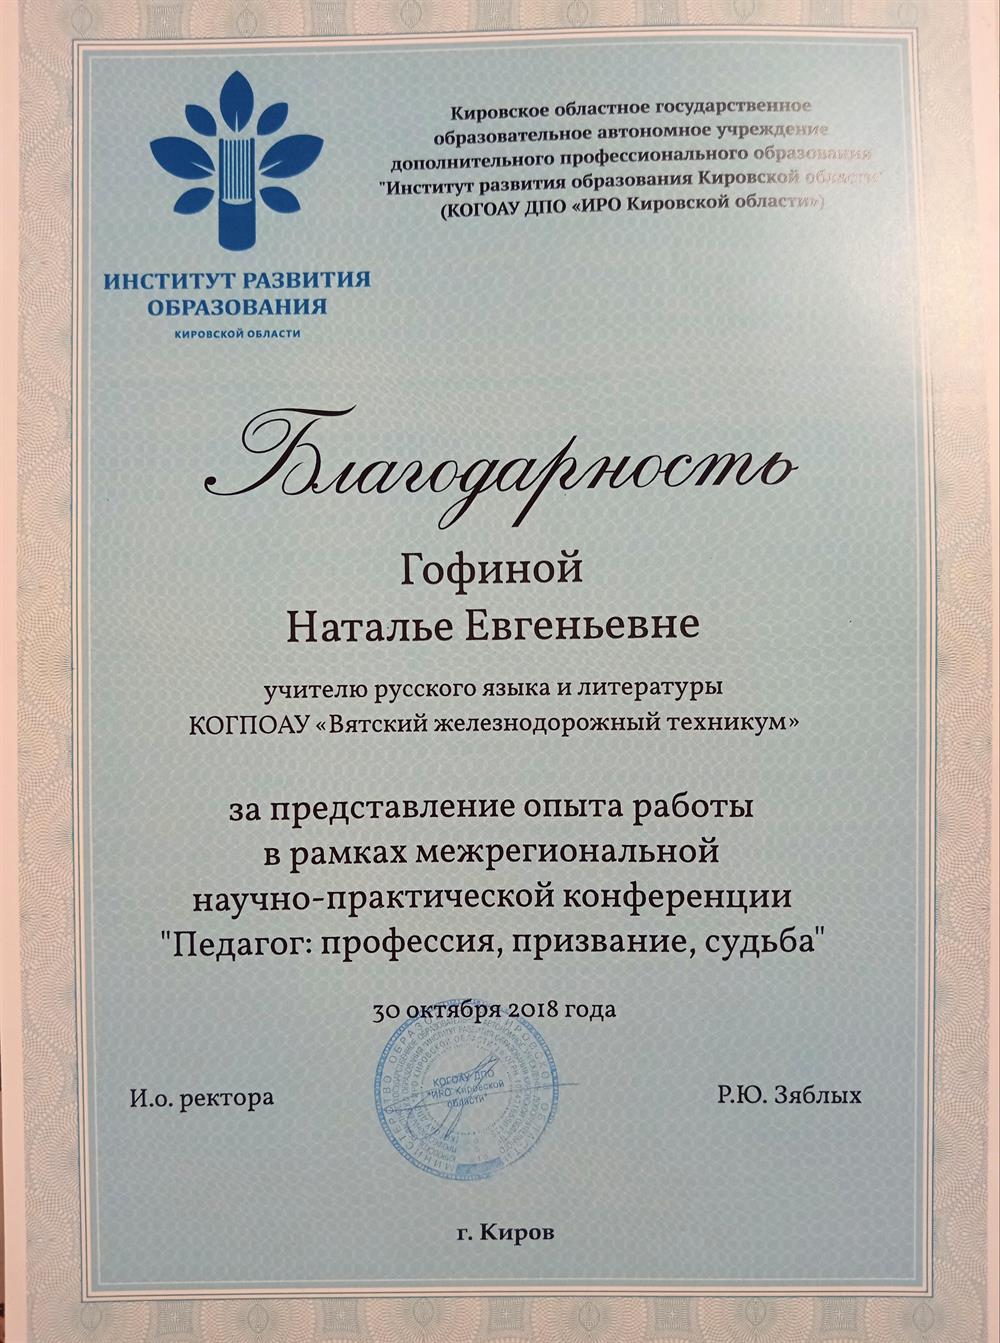 Кировское областное государственное
образовательное автономное учреждение
дополнительного профессионального образования
"Институт развития образования Кировской области"
(КОГОАУ ДПО «ИРО Кировской области»)
ИНСТИТУТ РАЗВИТИЯ
ОБРАЗОВАНИЯ
КИРОВСКОЙ ОБЛАСТИ
Благодарность
Гофиной
Наталье Евгеньевне
учителю русского языка и литературы
КОГПОАУ «Вятский железнодорожный техникум»
за представление опыта работы
в рамках межрегиональной
научно-практической конференции
"Педагог: профессия, призвание, судьба"
30 октября 2018 года
КОГОАУ ДПО
"ИРО Кировской
области"
И.о. ректора
Р.Ю. Зяблых
г. Киров